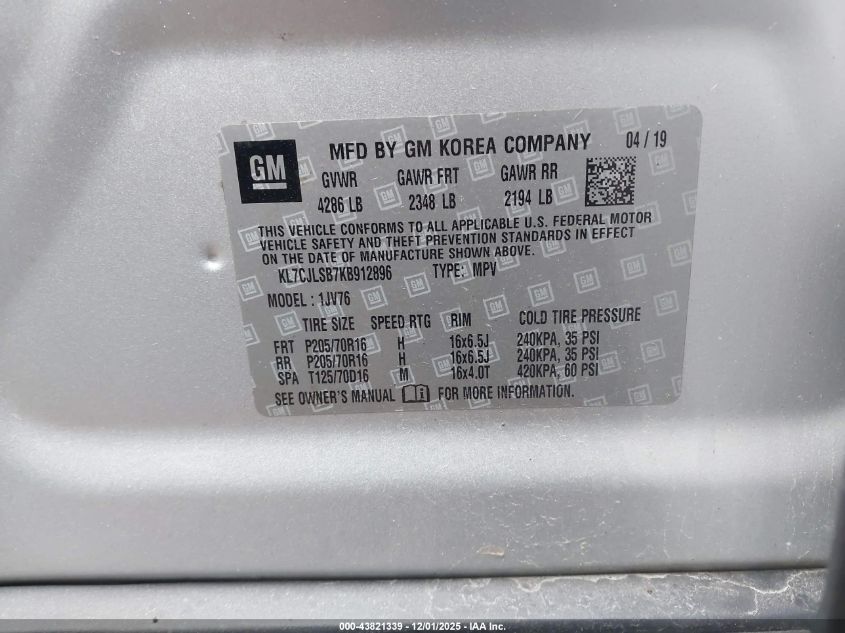 GM
MFD BY GM KOREA COMPANY 04 / 19
GVWR GAWR FRT GAWR RR
4286 LB 2348 LB 2194 LB
THIS VEHICLE CONFORMS TO ALL APPLICABLE U.S. FEDERAL MOTOR
VEHICLE SAFETY AND THEFT PREVENTION STANDARDS IN EFFECT
ON THE DATE OF MANUFACTURE SHOWN ABOVE.
KL7CJLSB7KB912896 TYPE: MPV
MODEL : 1JV76
TIRE SIZE SPEED RTG RIM COLD TIRE PRESSURE
FRT P205/70R16 H 16x6.5J 240KPA, 35 PSI
RR P205/70R16 H 16x6.5J 240KPA, 35 PSI
SPA T125/70D16 M 16x4.0T 420KPA, 60 PSI
SEE OWNER'S MANUAL FOR MORE INFORMATION.
000-43821339 - 12/01/2025 - IAA Inc.